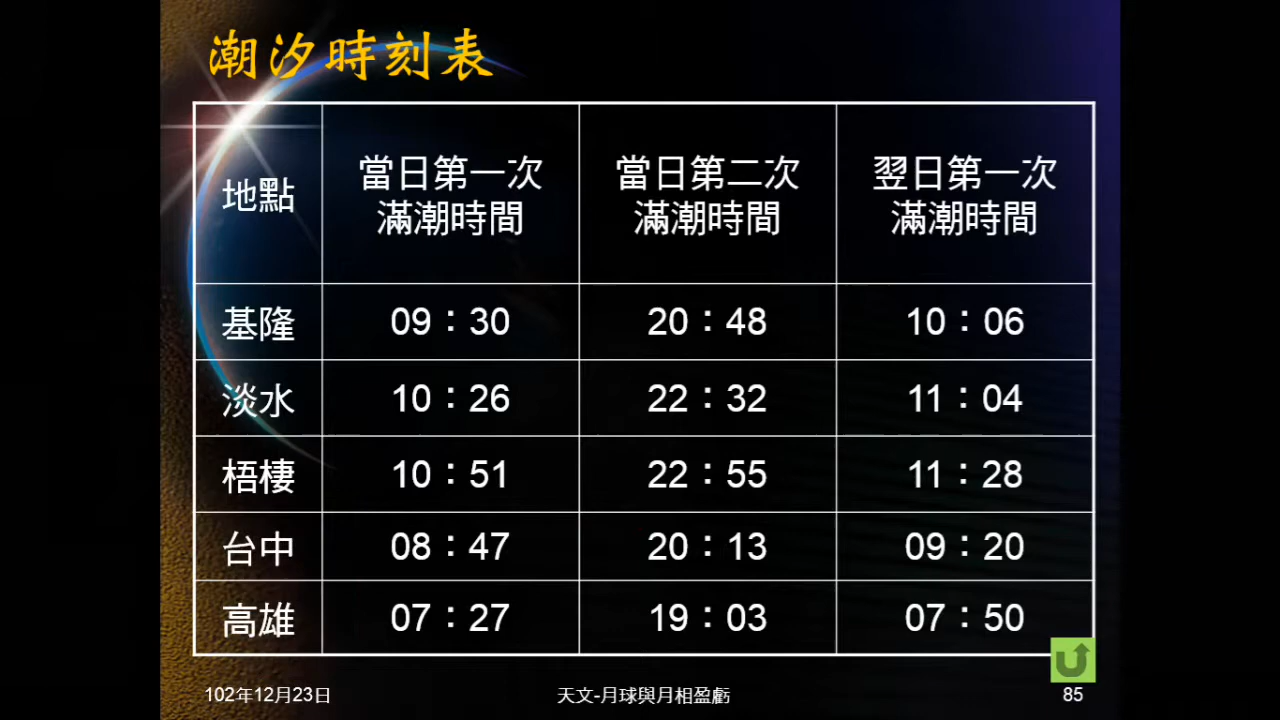 潮汐時刻表
地點 當日第一次滿潮時間 當日第二次滿潮時間 翌日第一次滿潮時間
基隆 09：30 20：48 10：06
淡水 10：26 22：32 11：04
梧棲 10：51 22：55 11：28
台中 08：47 20：13 09：20
高雄 07：27 19：03 07：50
102年12月23日 天文-月球與月相盈虧 85